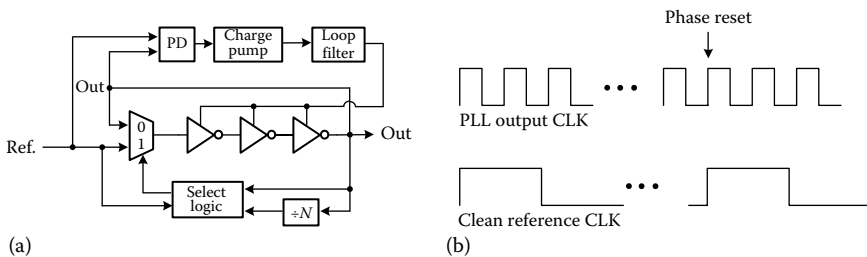 PD
Charge
pump
Loop
filter
Out
0
1
Ref.
Out
Select
logic
÷N
(a)
Phase reset
PLL output CLK
Clean reference CLK
(b)